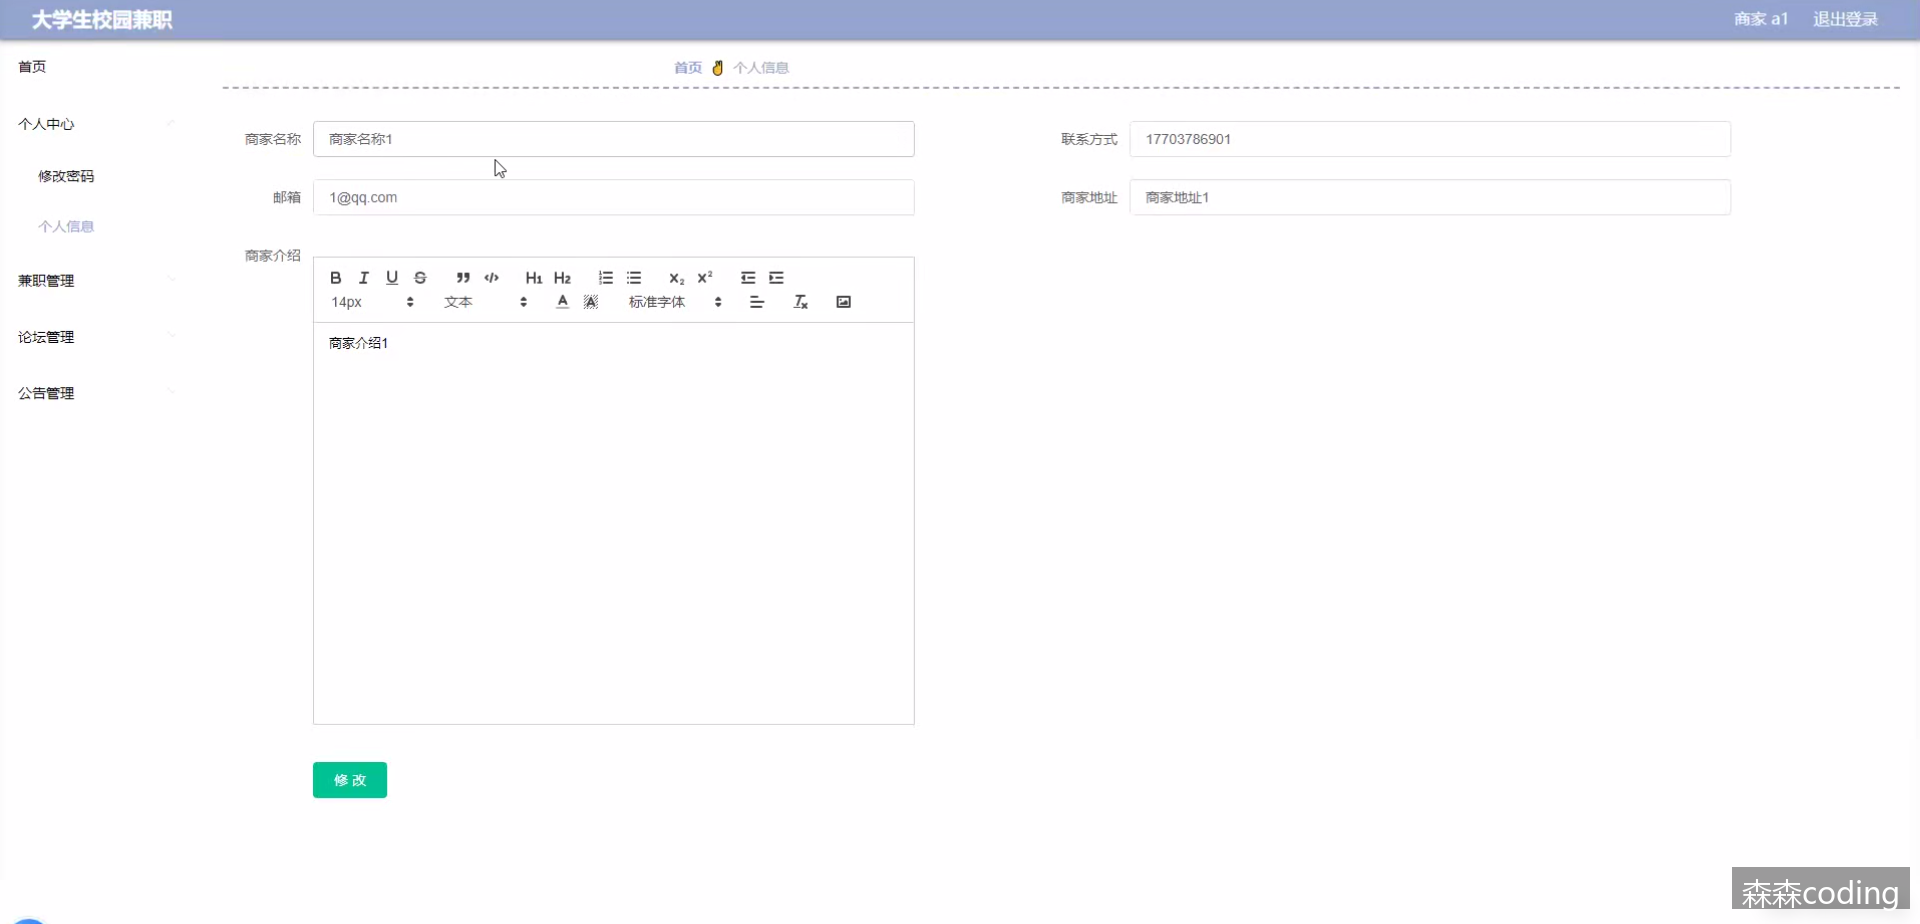 大学生校园兼职
商家 a1 退出登录
首页
首页 个人信息
个人中心
修改密码
个人信息
兼职管理
论坛管理
公告管理
商家名称 商家名称1
联系方式 17703786901
邮箱 1@qq.com
商家地址 商家地址1
商家介绍
B I U S ” </> H1 H2 X2 X2
14px 文本 A A 标准字体 Tx
商家介绍1
修 改
森森coding